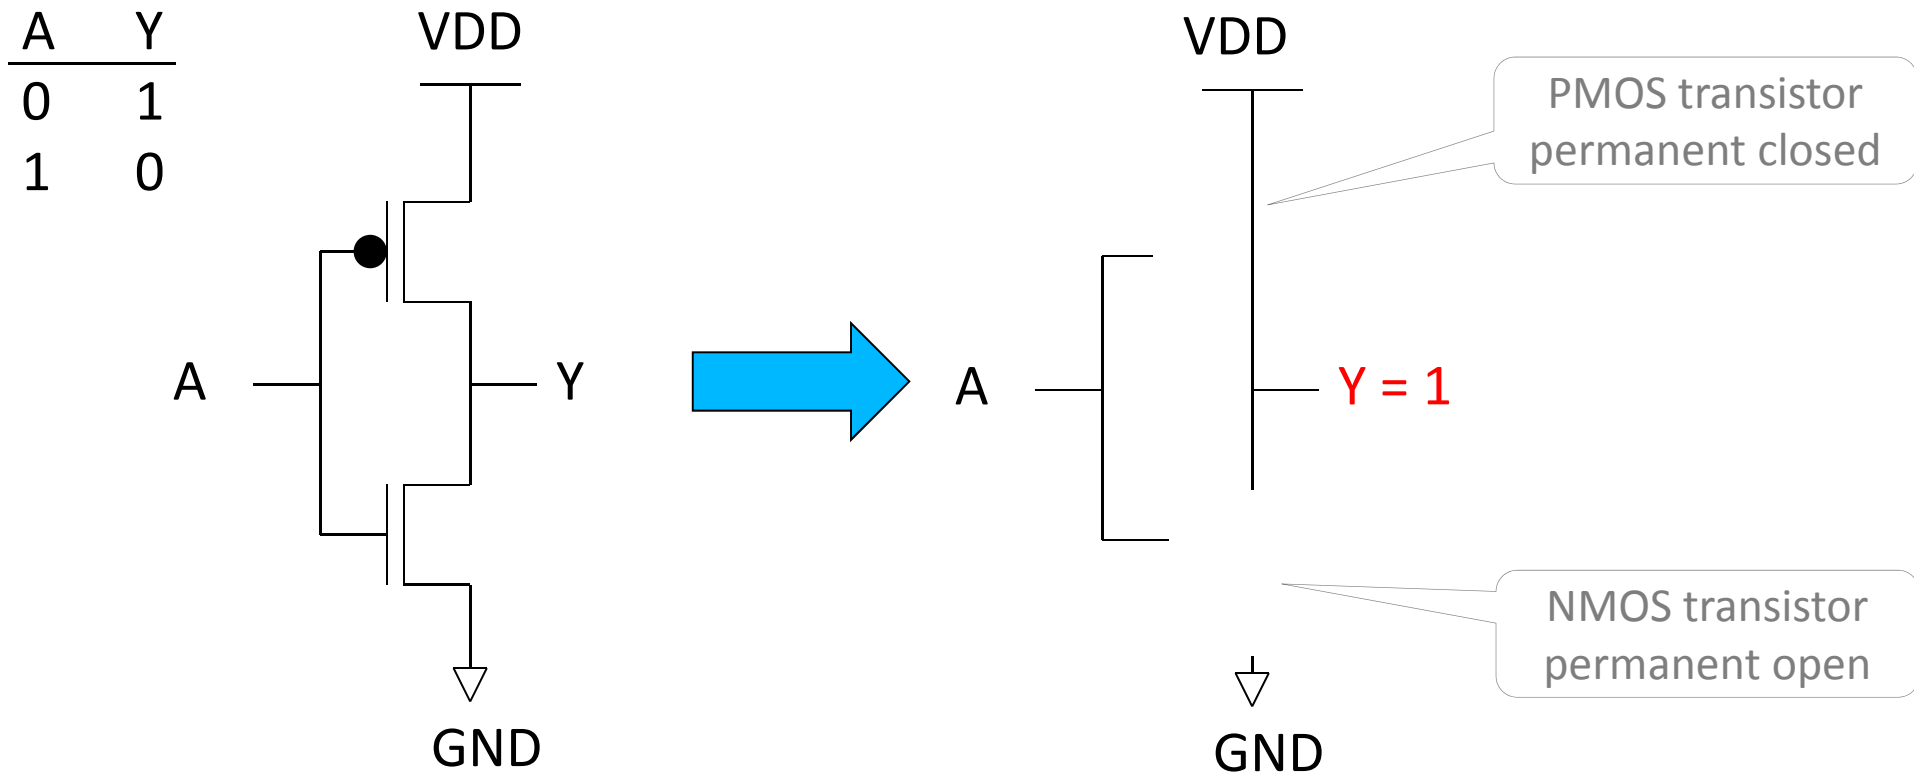 A Y
0 1
1 0
VDD
A
Y
GND
VDD
A
Y = 1
GND
PMOS transistor
permanent closed
NMOS transistor
permanent open